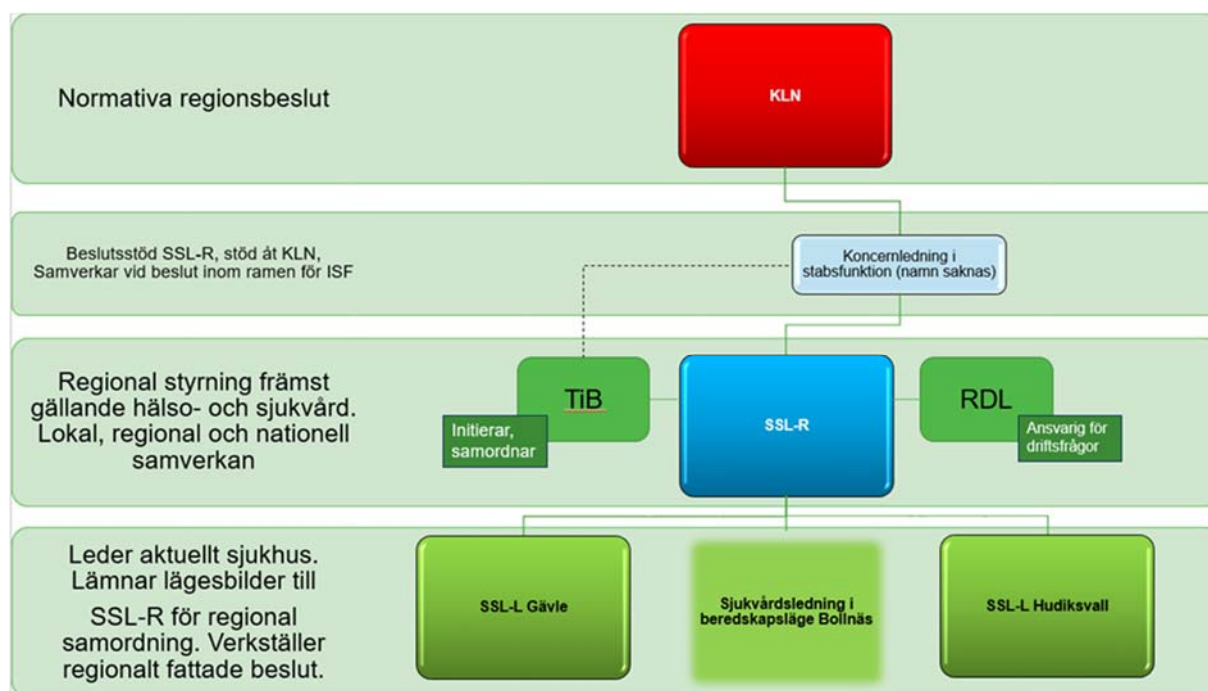 Normativa regionsbeslut
KLN
Beslutsstöd SSL-R, stöd åt KLN,
Samverkar vid beslut inom ramen för ISF
Koncernledning i
stabsfunktion (namn saknas)
Regional styrning främst
gällande hälso- och sjukvård.
Lokal, regional och nationell
samverkan
TiB
Initierar,
samordnar
SSL-R
RDL
Ansvarig för
driftsfrågor
Leder aktuellt sjukhus.
Lämnar lägesbilder till
SSL-R för regional
samordning. Verkställer
regionalt fattade beslut.
SSL-L Gävle
Sjukvårdsledning i
beredskapsläge Bollnäs
SSL-L Hudiksvall